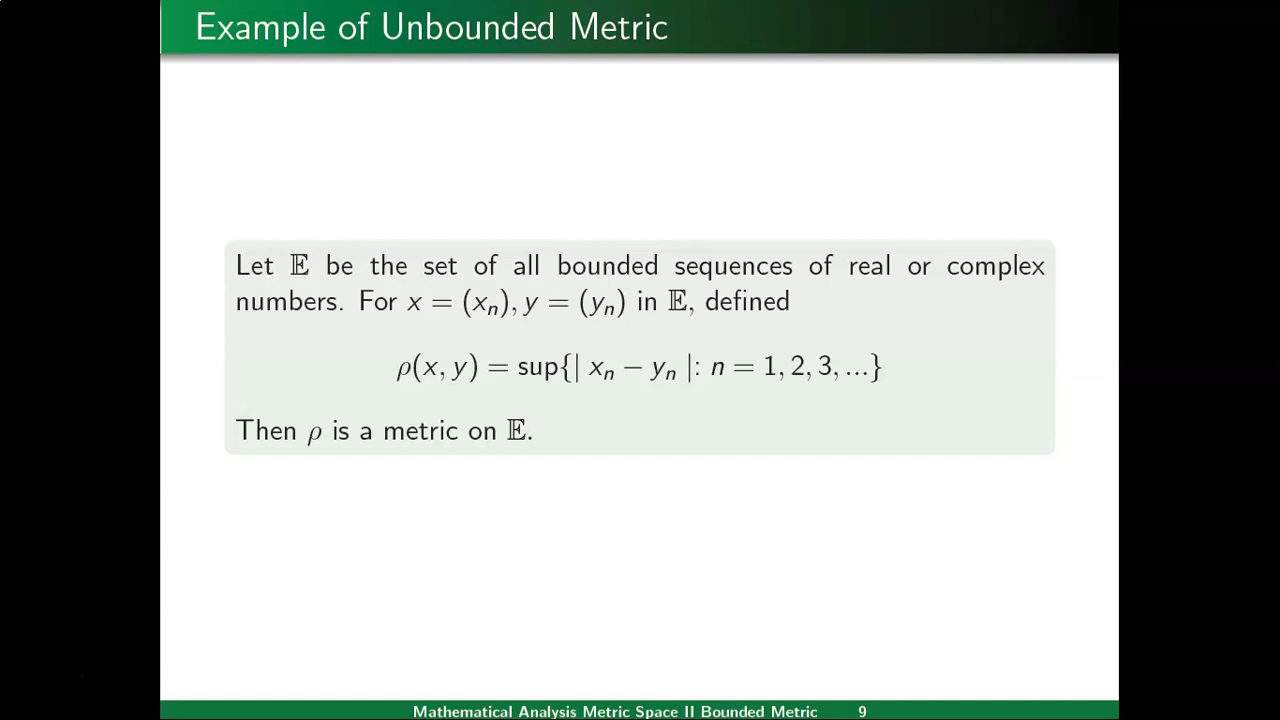 Example of Unbounded Metric
Let 𝔼 be the set of all bounded sequences of real or complex
numbers. For x = (xₙ), y = (yₙ) in 𝔼, defined
ρ(x, y) = sup{| xₙ − yₙ |: n = 1, 2, 3, ...}
Then ρ is a metric on 𝔼.
Mathematical Analysis Metric Space II Bounded Metric 9